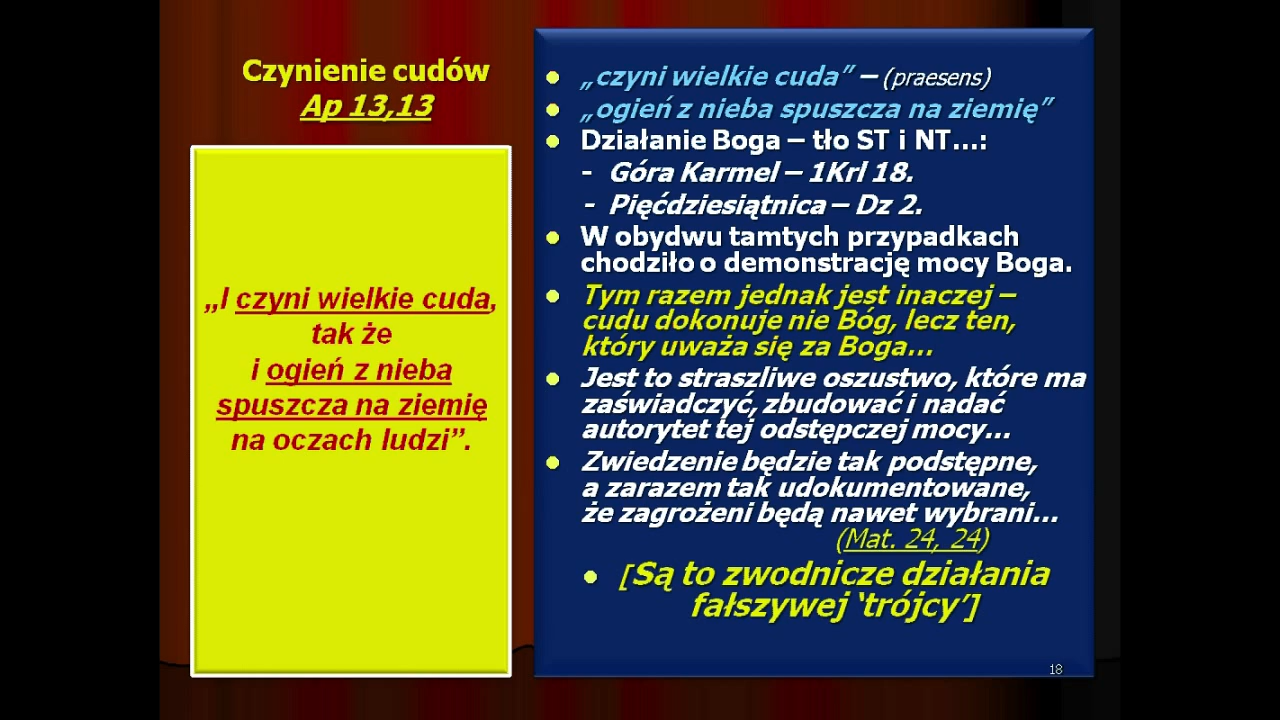 Czynienie cudów
Ap 13,13
„I czyni wielkie cuda,
tak że
i ogień z nieba
spuszcza na ziemię
na oczach ludzi”.
„czyni wielkie cuda” – (praesens)
„ogień z nieba spuszcza na ziemię”
Działanie Boga – tło ST i NT…:
- Góra Karmel – 1Krl 18.
- Pięćdziesiątnica – Dz 2.
W obydwu tamtych przypadkach
chodziło o demonstrację mocy Boga.
Tym razem jednak jest inaczej –
cudu dokonuje nie Bóg, lecz ten,
który uważa się za Boga…
Jest to straszliwe oszustwo, które ma
zaświadczyć, zbudować i nadać
autorytet tej odstępczej mocy…
Zwiedzenie będzie tak podstępne,
a zarazem tak udokumentowane,
że zagrożeni będą nawet wybrani…
(Mat. 24, 24)
[Są to zwodnicze działania
fałszywej ‘trójcy’]
18